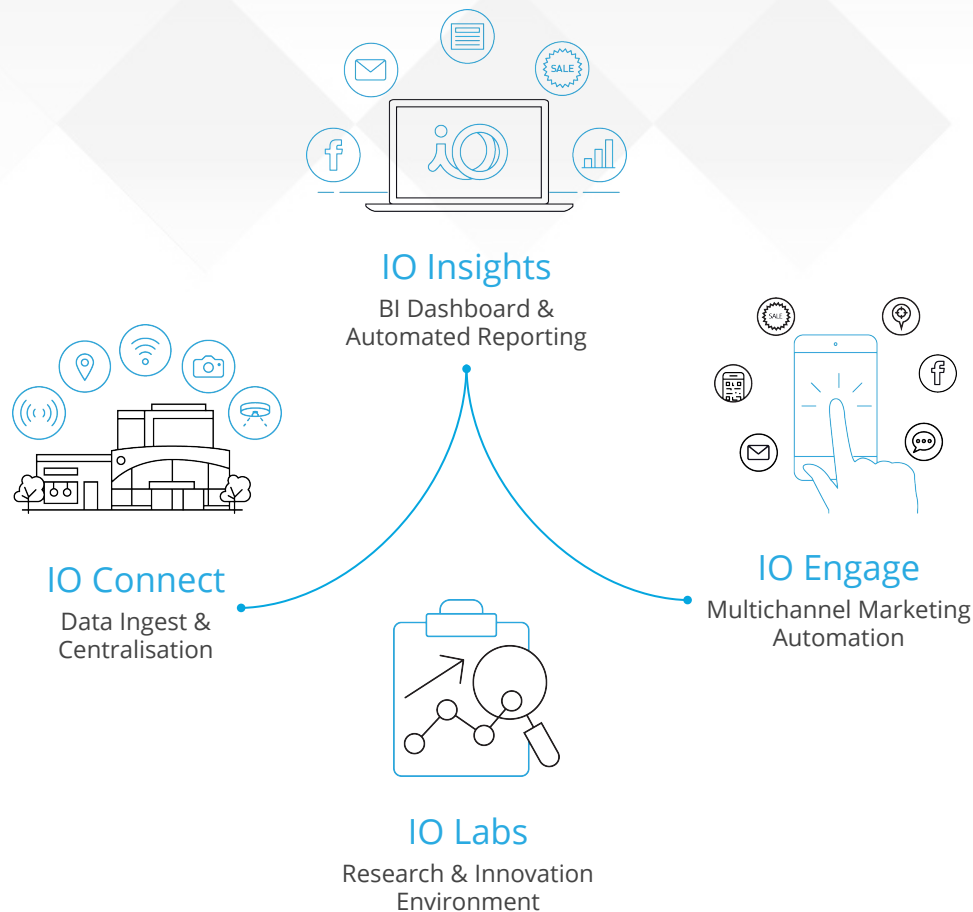 SALE
iO
IO Insights
BI Dashboard &
Automated Reporting
SALE
IO Connect
Data Ingest &
Centralisation
IO Engage
Multichannel Marketing
Automation
IO Labs
Research & Innovation
Environment